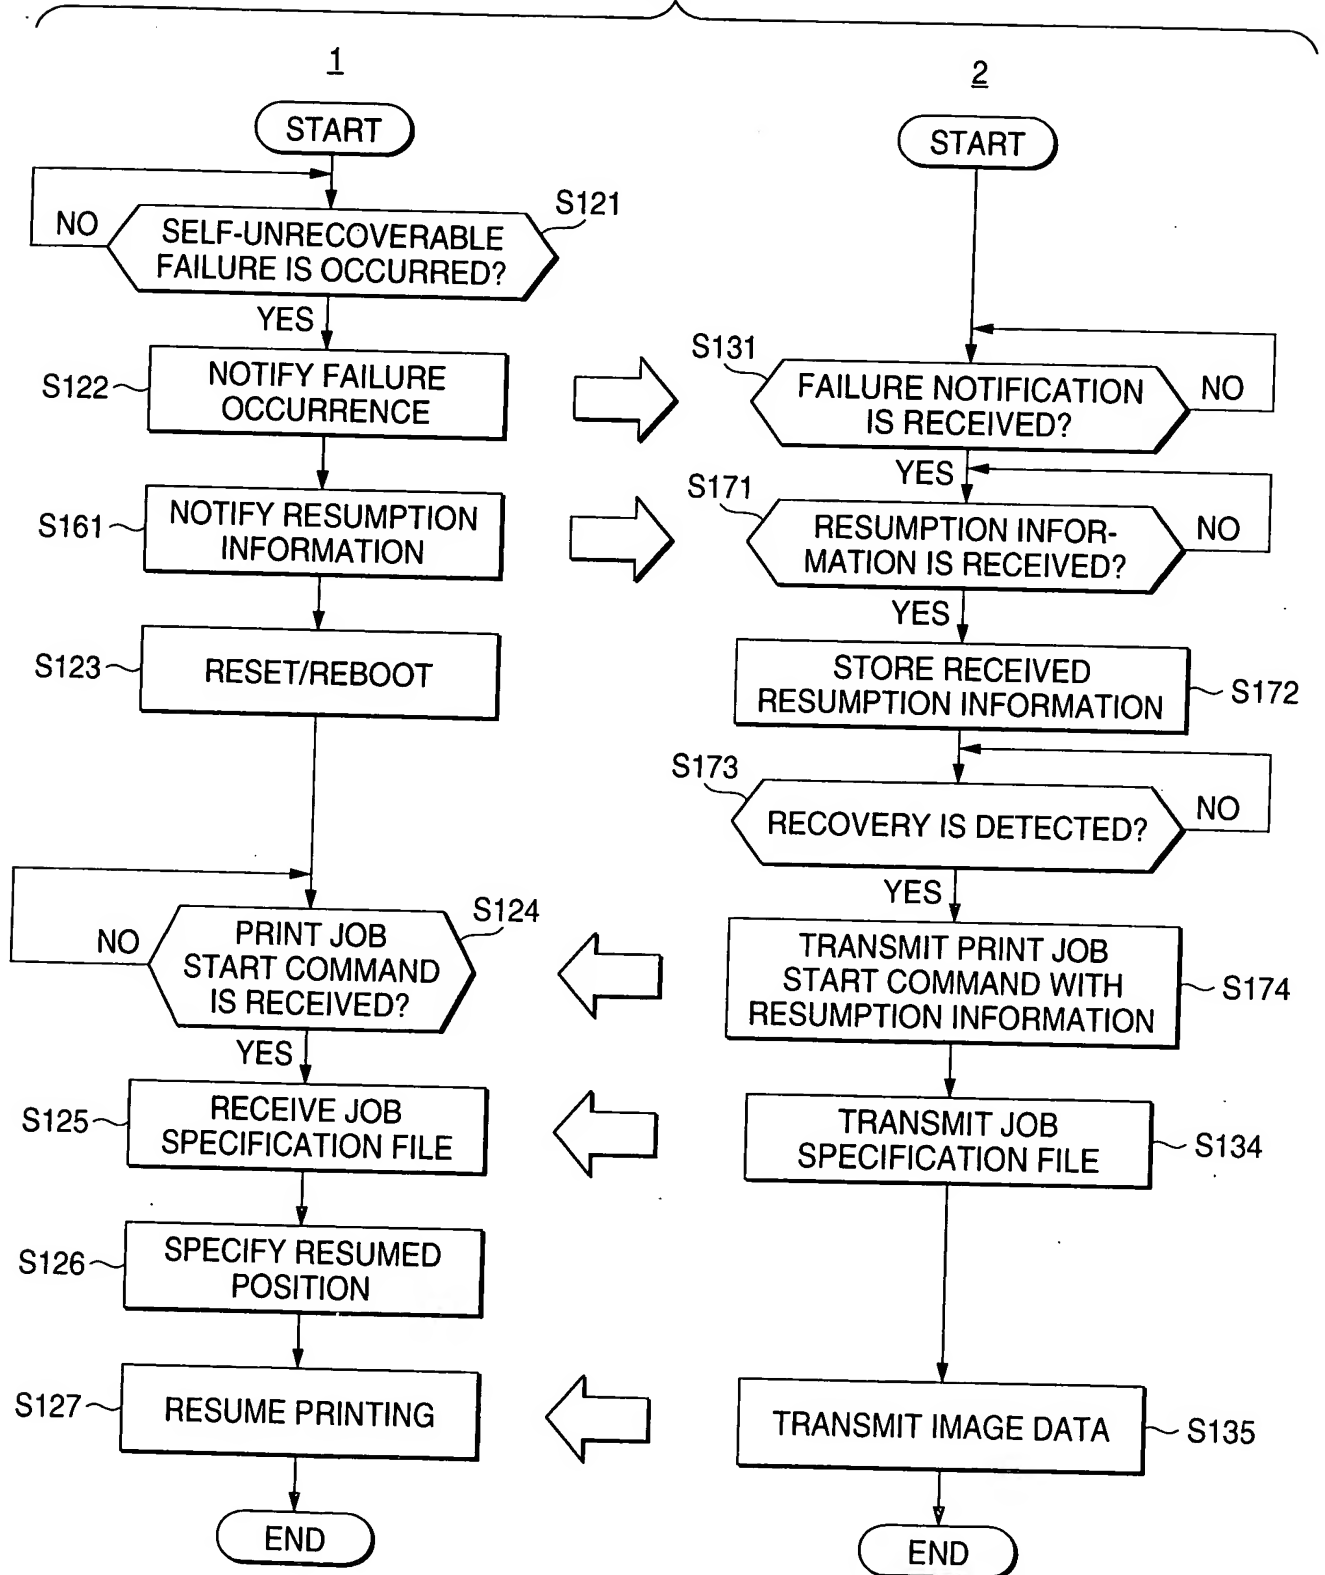 1
START
NO
S121
SELF-UNRECOVERABLE
FAILURE IS OCCURRED?
YES
S122
NOTIFY FAILURE
OCCURRENCE
S161
NOTIFY RESUMPTION
INFORMATION
S123
RESET/REBOOT
NO
S124
PRINT JOB
START COMMAND
IS RECEIVED?
YES
S125
RECEIVE JOB
SPECIFICATION FILE
S126
SPECIFY RESUMED
POSITION
S127
RESUME PRINTING
END
2
START
S131
FAILURE NOTIFICATION
IS RECEIVED?
NO
YES
S171
RESUMPTION INFOR-
MATION IS RECEIVED?
NO
YES
STORE RECEIVED
RESUMPTION INFORMATION
S172
S173
RECOVERY IS DETECTED?
NO
YES
TRANSMIT PRINT JOB
START COMMAND WITH
RESUMPTION INFORMATION
S174
TRANSMIT JOB
SPECIFICATION FILE
S134
TRANSMIT IMAGE DATA
S135
END